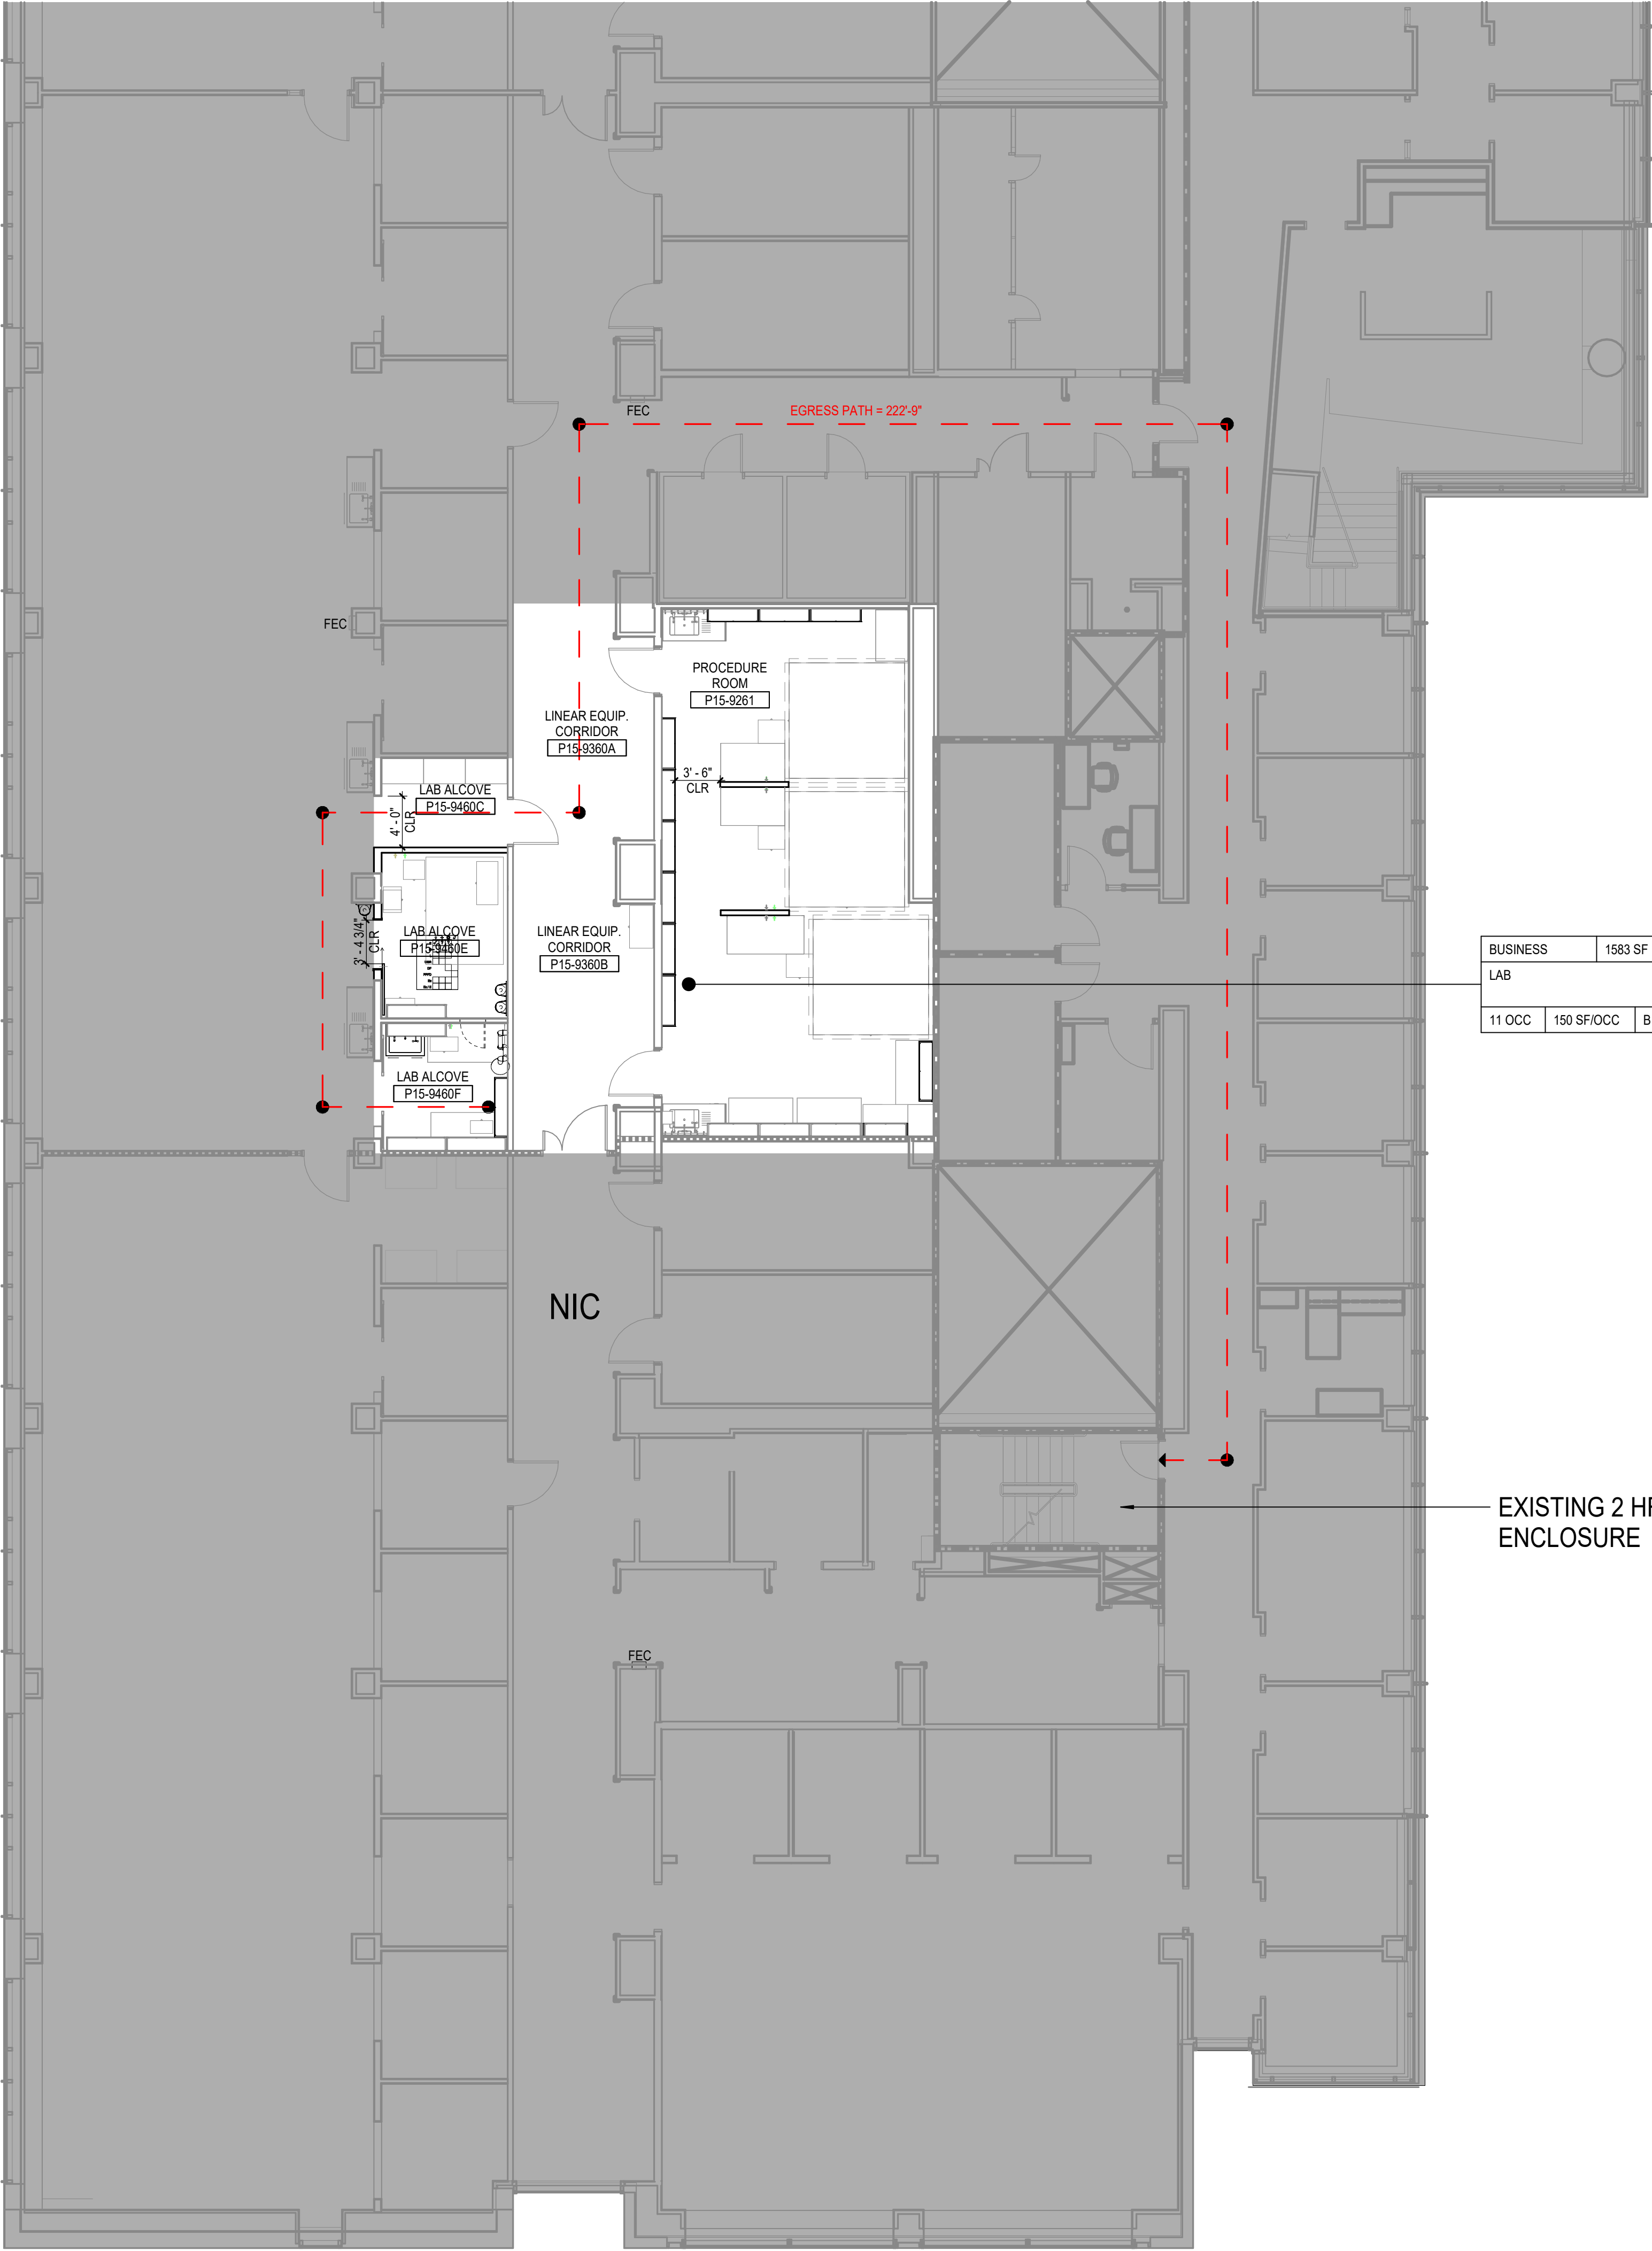 FEC
EGRESS PATH = 222'-9"
FEC
PROCEDURE
ROOM
P15-9261
LINEAR EQUIP.
CORRIDOR
P15-9360A
3' - 6"
CLR
LAB ALCOVE
P15-9460C
4' - 0"
CLR
LAB ALCOVE
P15-9460E
3' - 4 3/4"
CLR
LINEAR EQUIP.
CORRIDOR
P15-9360B
BUSINESS 1583 SF
LAB
11 OCC 150 SF/OCC B
LAB ALCOVE
P15-9460F
NIC
EXISTING 2 HR
ENCLOSURE
FEC